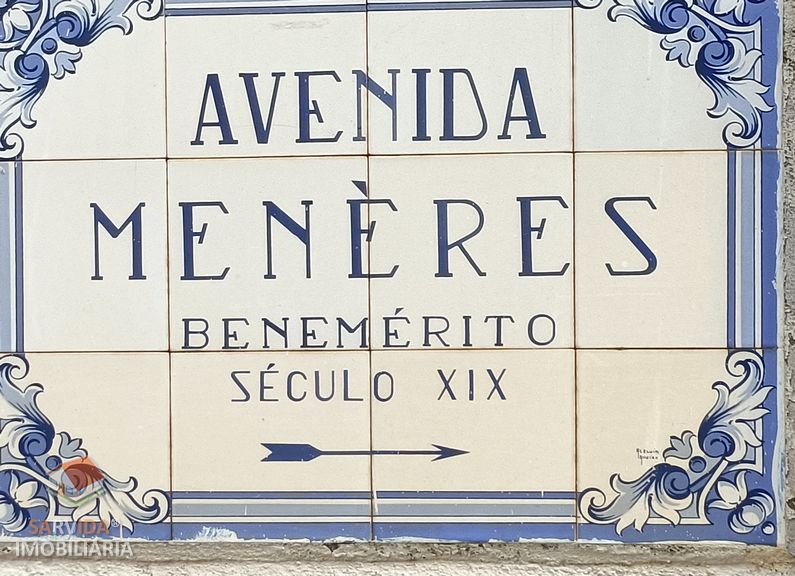 AVENIDA
MENÈRES
BENEMÉRITO
SÉCULO XIX
SARVIDA®
IMOBILIÁRIA